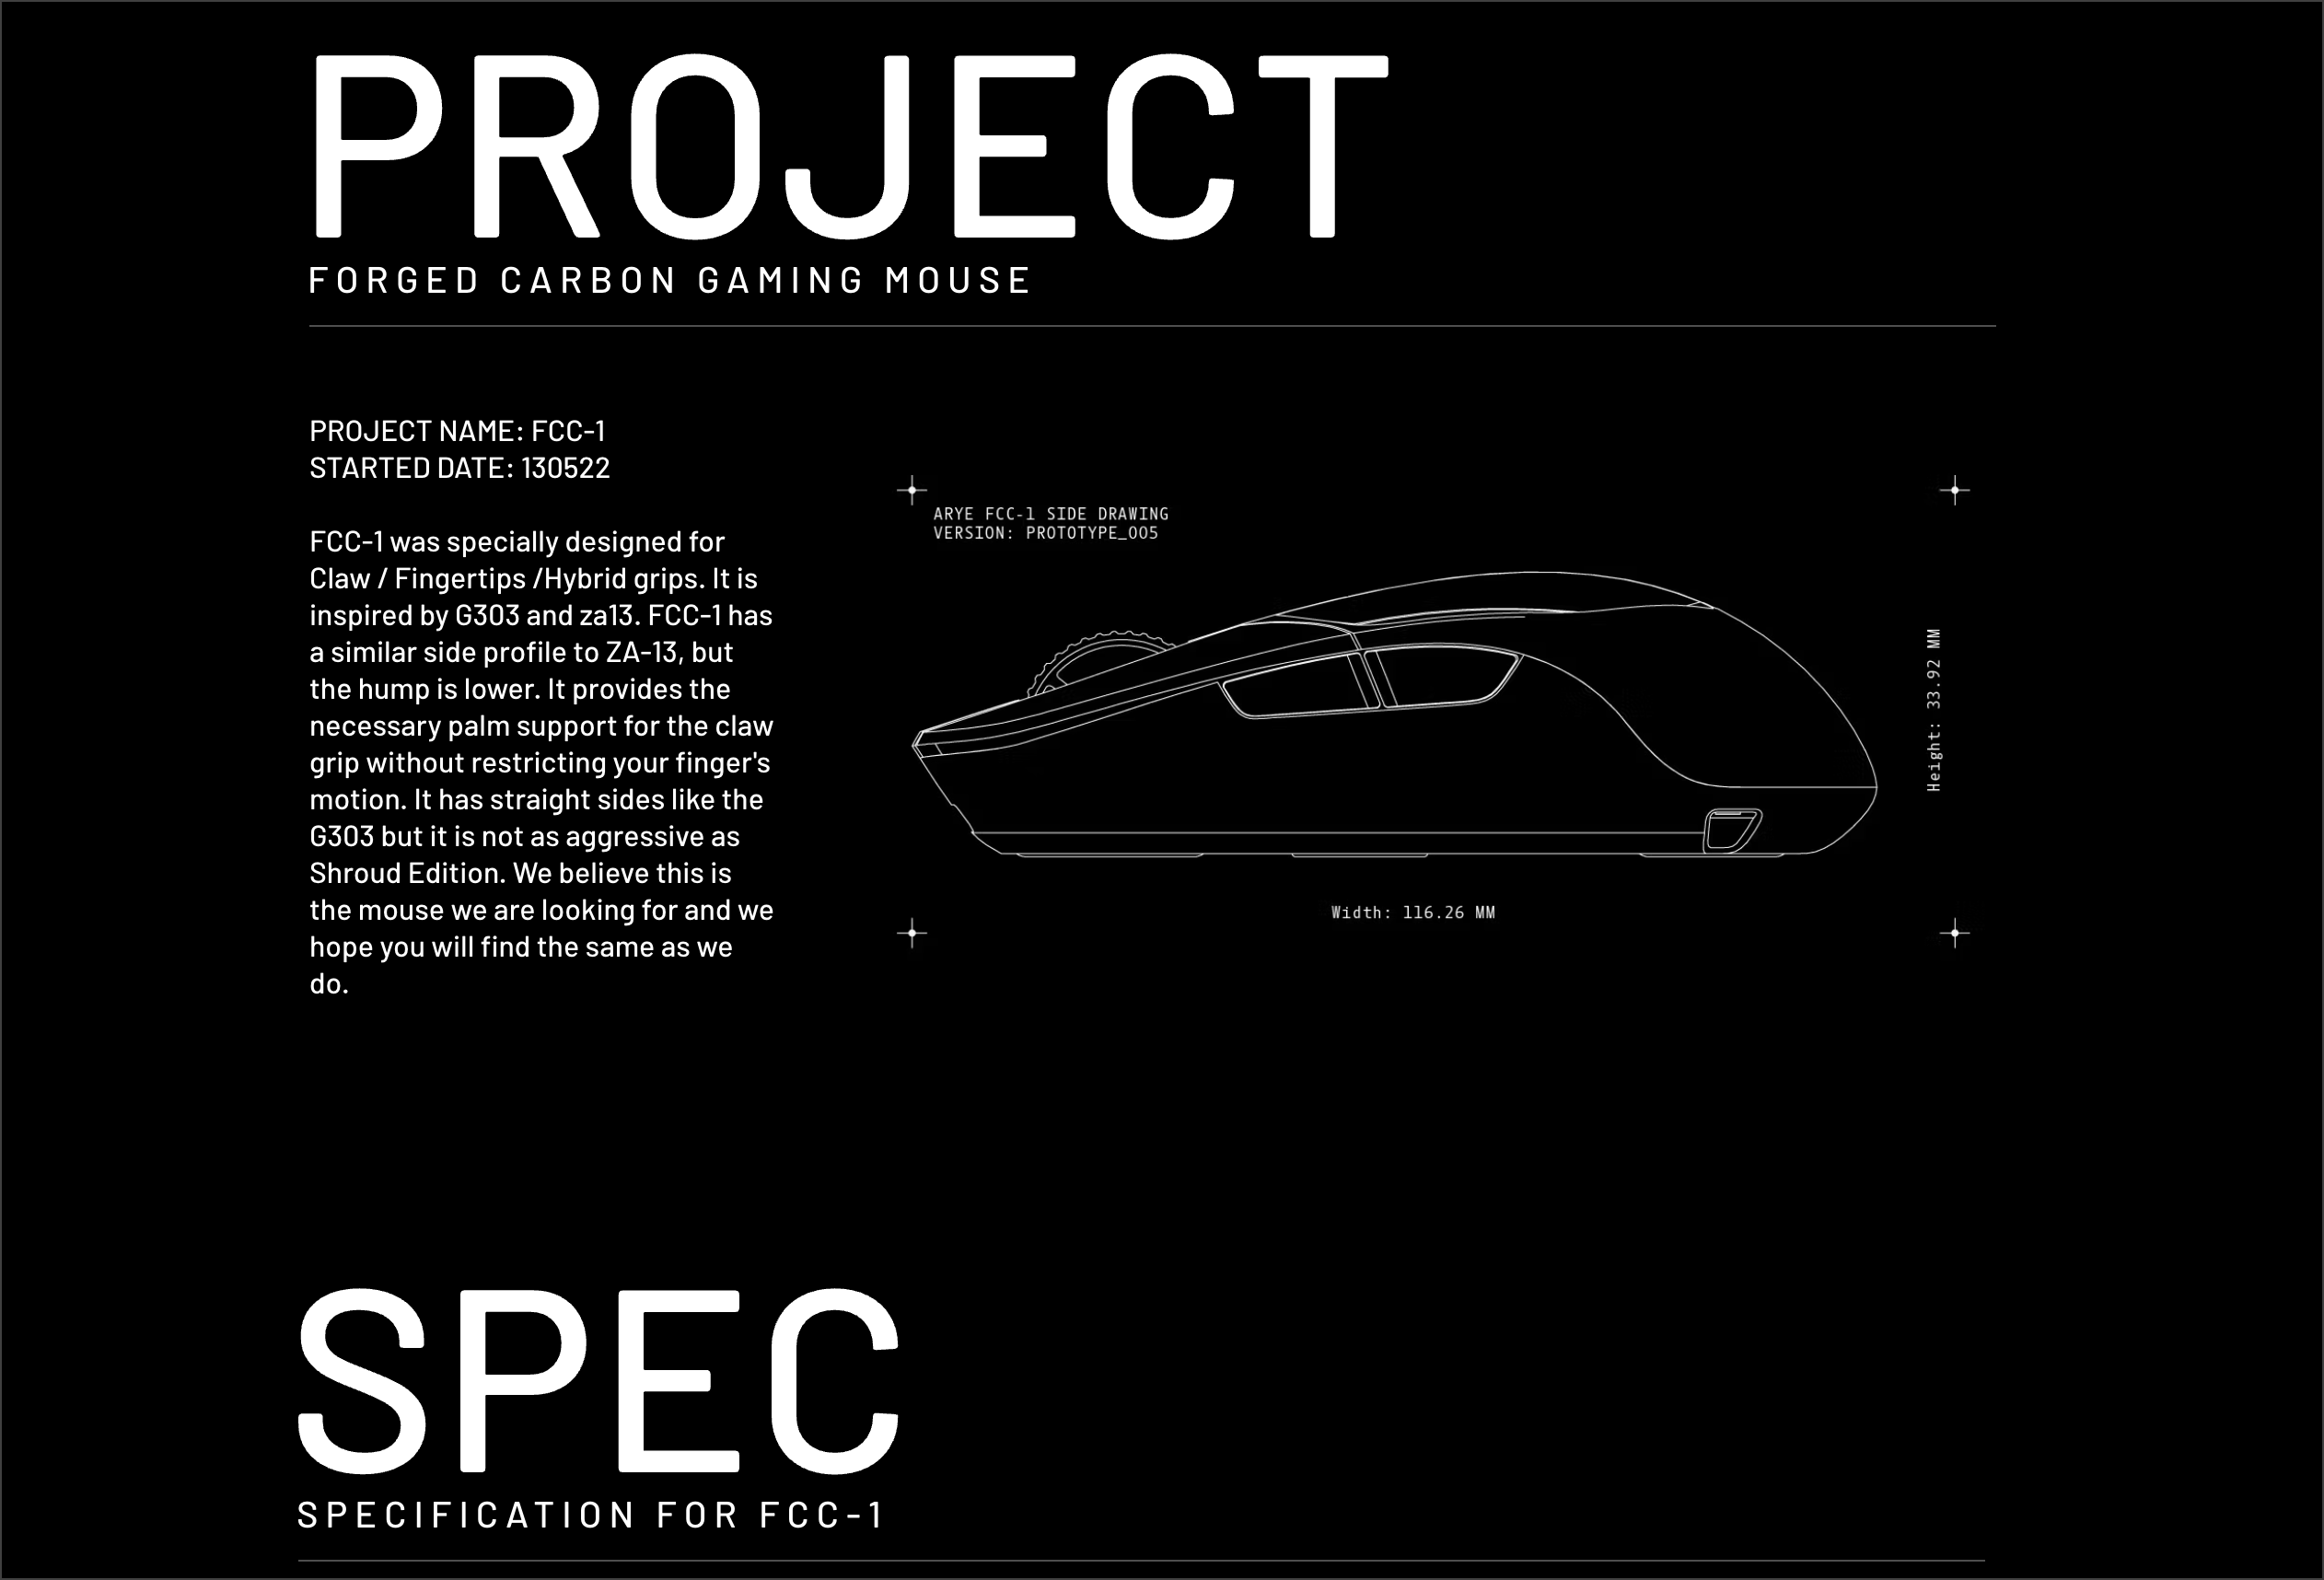 PROJECT
FORGED CARBON GAMING MOUSE
PROJECT NAME: FCC-1
STARTED DATE: 130522
FCC-1 was specially designed for
Claw / Fingertips /Hybrid grips. It is
inspired by G303 and za13. FCC-1 has
a similar side profile to ZA-13, but
the hump is lower. It provides the
necessary palm support for the claw
grip without restricting your finger's
motion. It has straight sides like the
G303 but it is not as aggressive as
Shroud Edition. We believe this is
the mouse we are looking for and we
hope you will find the same as we
do.
ARYE FCC-1 SIDE DRAWING
VERSION: PROTOTYPE_005
Height: 33.92 MM
Width: 116.26 MM
SPEC
SPECIFICATION FOR FCC-1